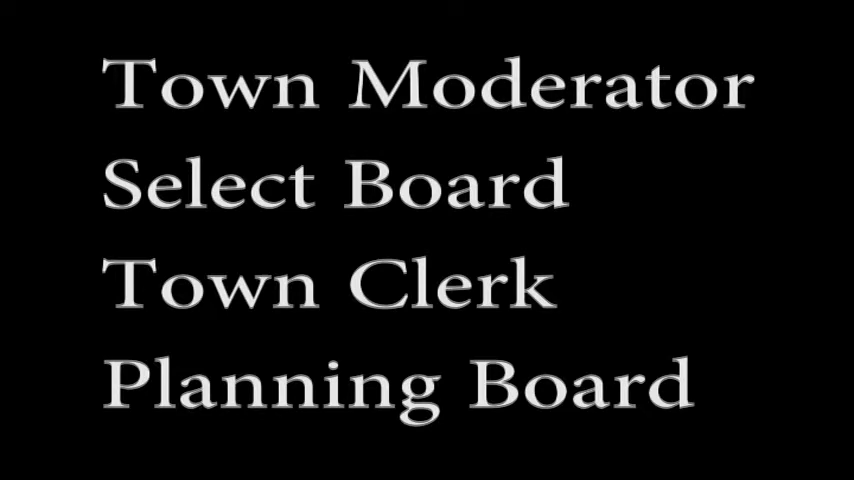 Town Moderator
Select Board
Town Clerk
Planning Board